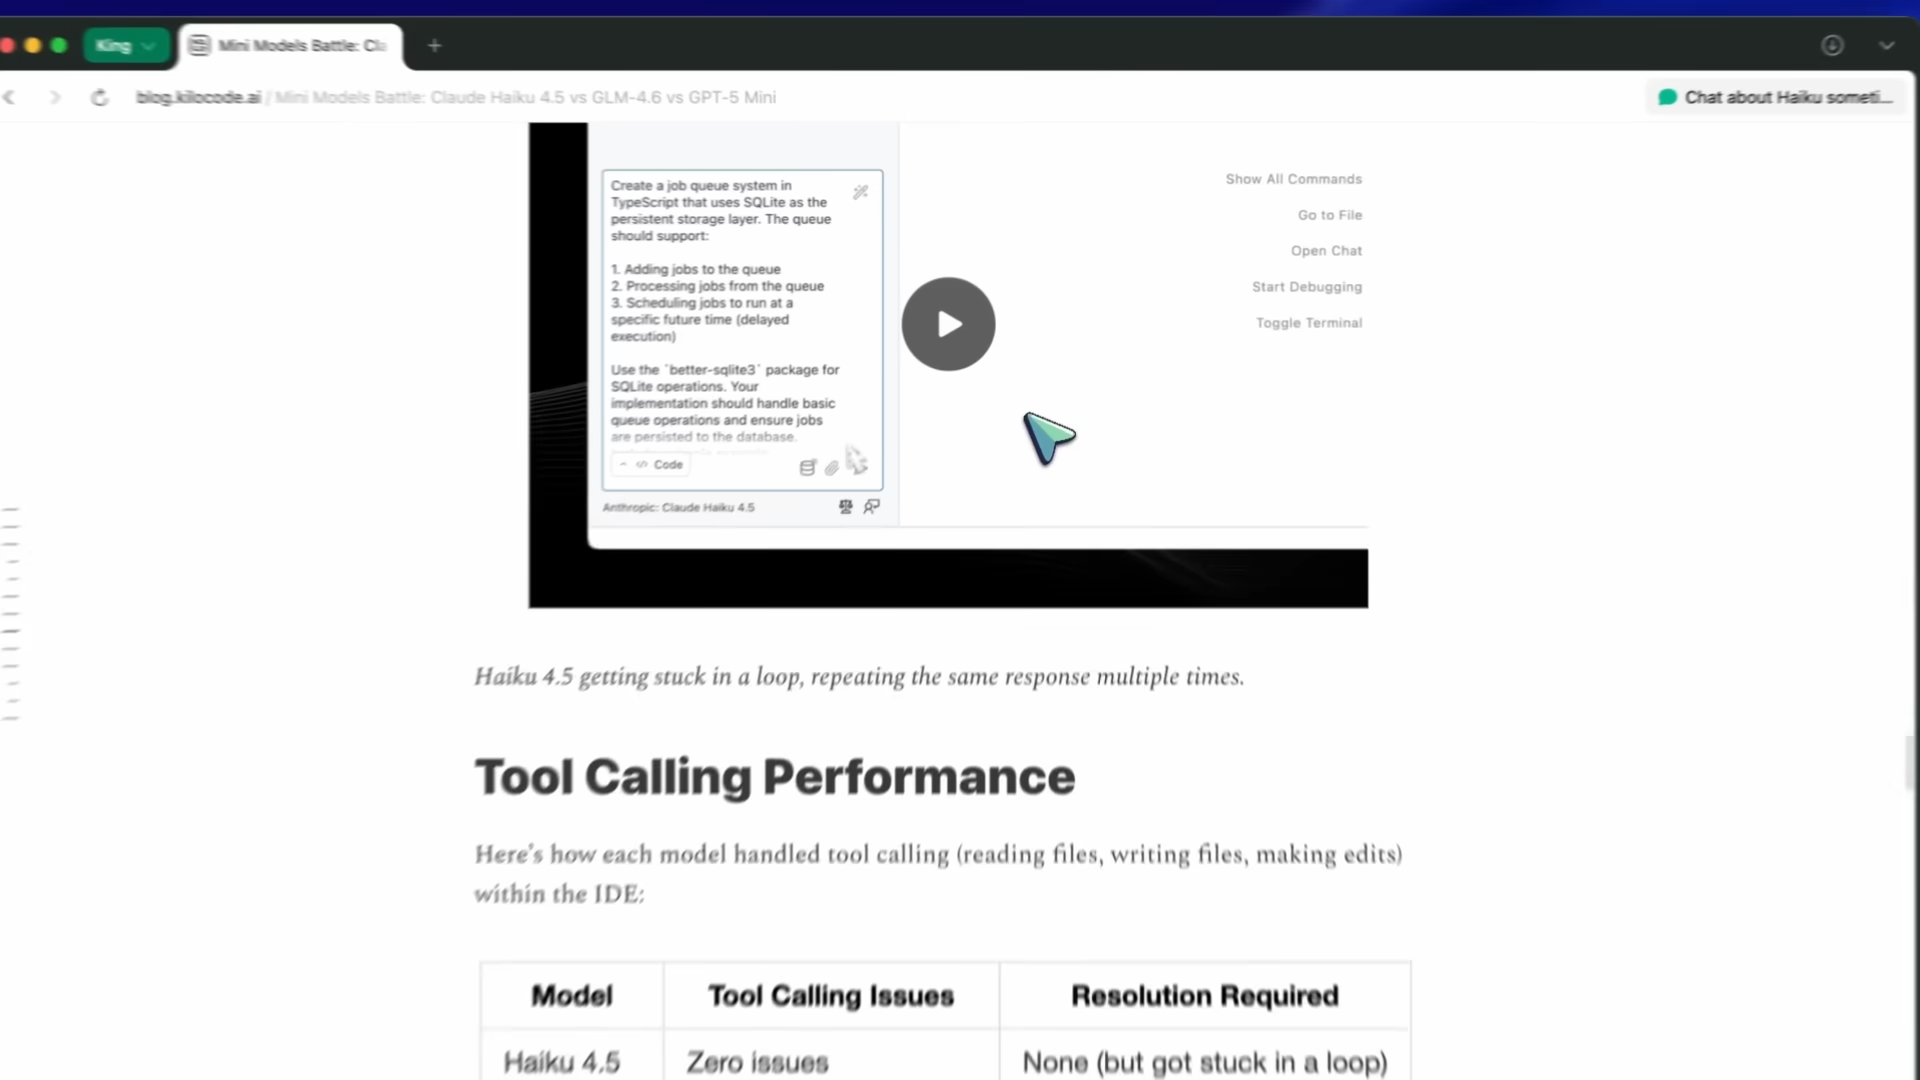 King
Mini Models Battle: Cla
blog.kilocode.ai / Mini Models Battle: Claude Haiku 4.5 vs GLM-4.6 vs GPT-5 Mini
Chat about Haiku someti...
Create a job queue system in
TypeScript that uses SQLite as the
persistent storage layer. The queue
should support:
1. Adding jobs to the queue
2. Processing jobs from the queue
3. Scheduling jobs to run at a
specific future time (delayed
execution)
Use the `better-sqlite3` package for
SQLite operations. Your
implementation should handle basic
queue operations and ensure jobs
are persisted to the database.
Code
Anthropic: Claude Haiku 4.5
Show All Commands
Go to File
Open Chat
Start Debugging
Toggle Terminal
Haiku 4.5 getting stuck in a loop, repeating the same response multiple times.
Tool Calling Performance
Here's how each model handled tool calling (reading files, writing files, making edits)
within the IDE:
Model Tool Calling Issues Resolution Required
Haiku 4.5 Zero issues None (but got stuck in a loop)